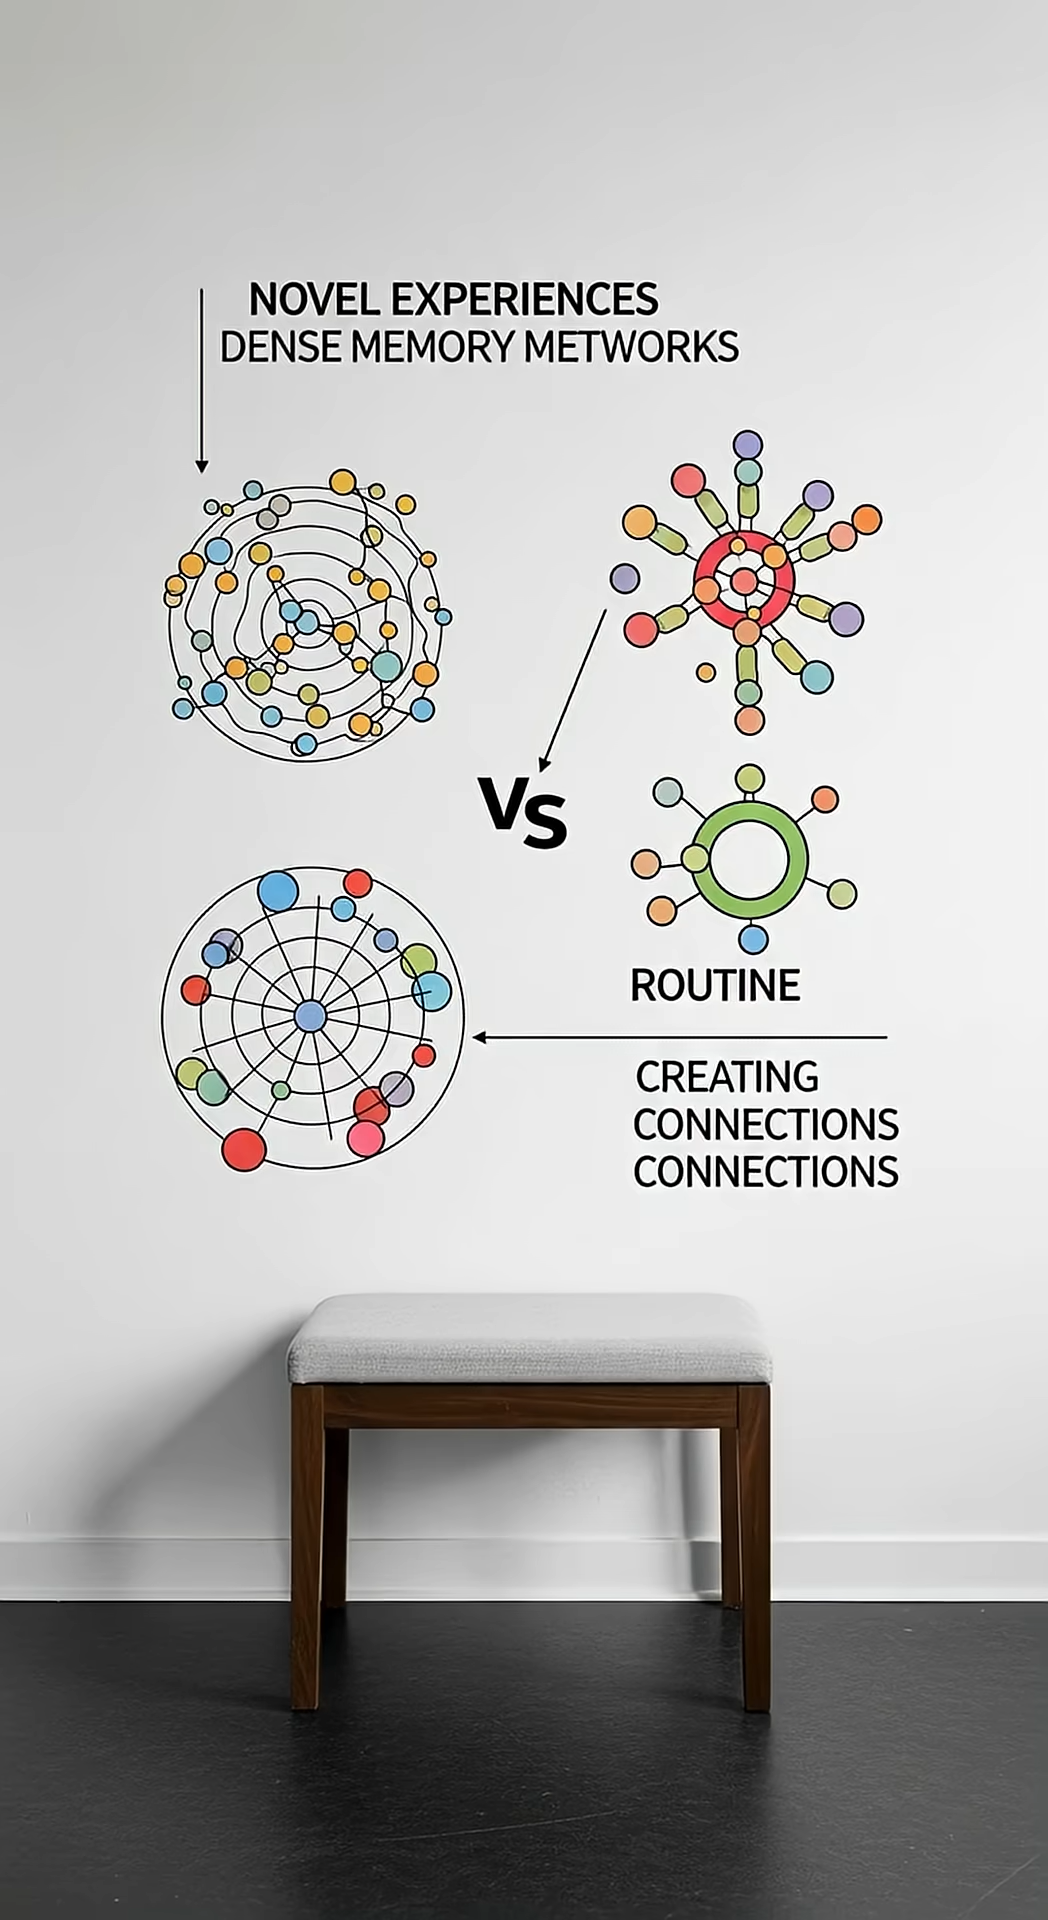 NOVEL EXPERIENCES
DENSE MEMORY METWORKS
VS
ROUTINE
CREATING
CONNECTIONS
CONNECTIONS